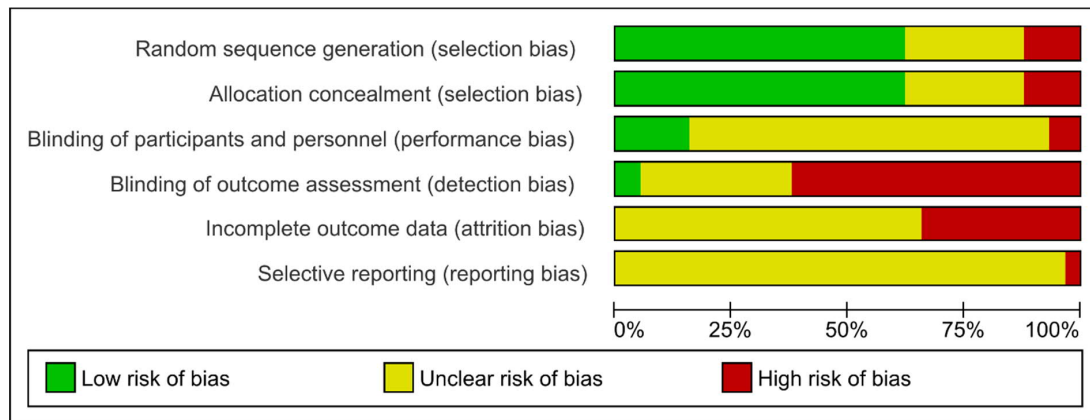 Random sequence generation (selection bias)
Allocation concealment (selection bias)
Blinding of participants and personnel (performance bias)
Blinding of outcome assessment (detection bias)
Incomplete outcome data (attrition bias)
Selective reporting (reporting bias)
0% 25% 50% 75% 100%
Low risk of bias Unclear risk of bias High risk of bias